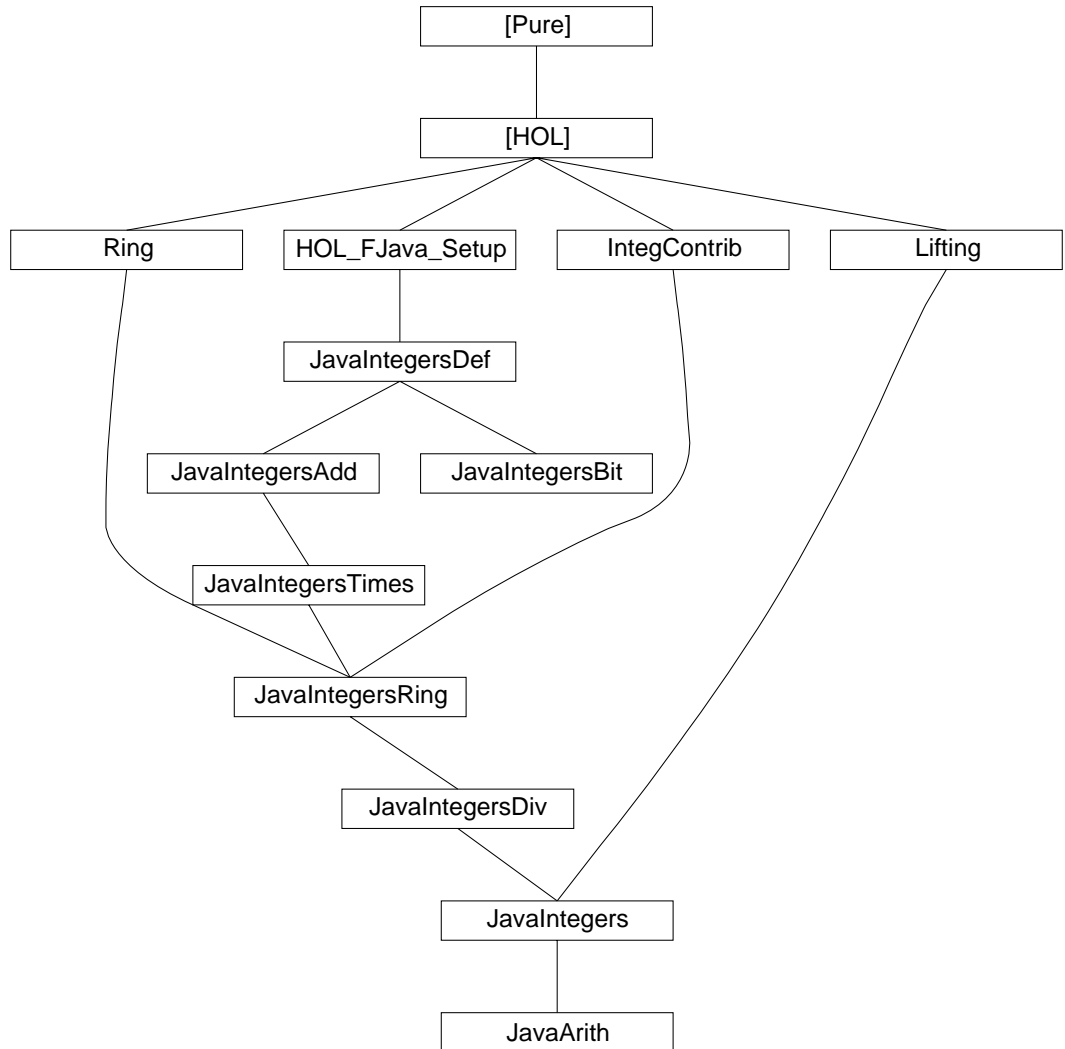 [Pure]
[HOL]
Ring
HOL_FJava_Setup
IntegContrib
Lifting
JavaIntegersDef
JavaIntegersAdd
JavaIntegersBit
JavaIntegersTimes
JavaIntegersRing
JavaIntegersDiv
JavaIntegers
JavaArith